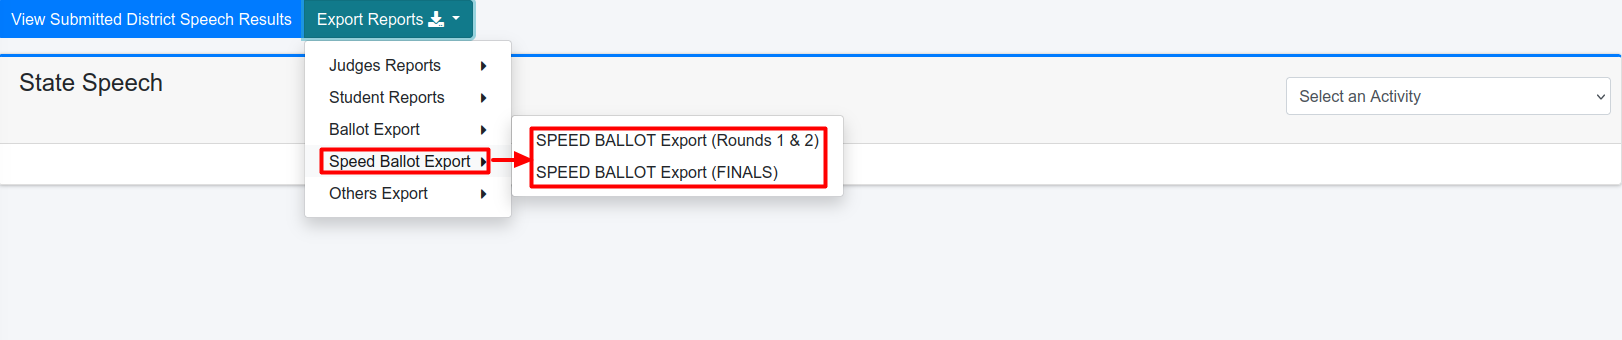 View Submitted District Speech Results
Export Reports
State Speech
Select an Activity
Judges Reports
Student Reports
Ballot Export
Speed Ballot Export
Others Export
SPEED BALLOT Export (Rounds 1 & 2)
SPEED BALLOT Export (FINALS)